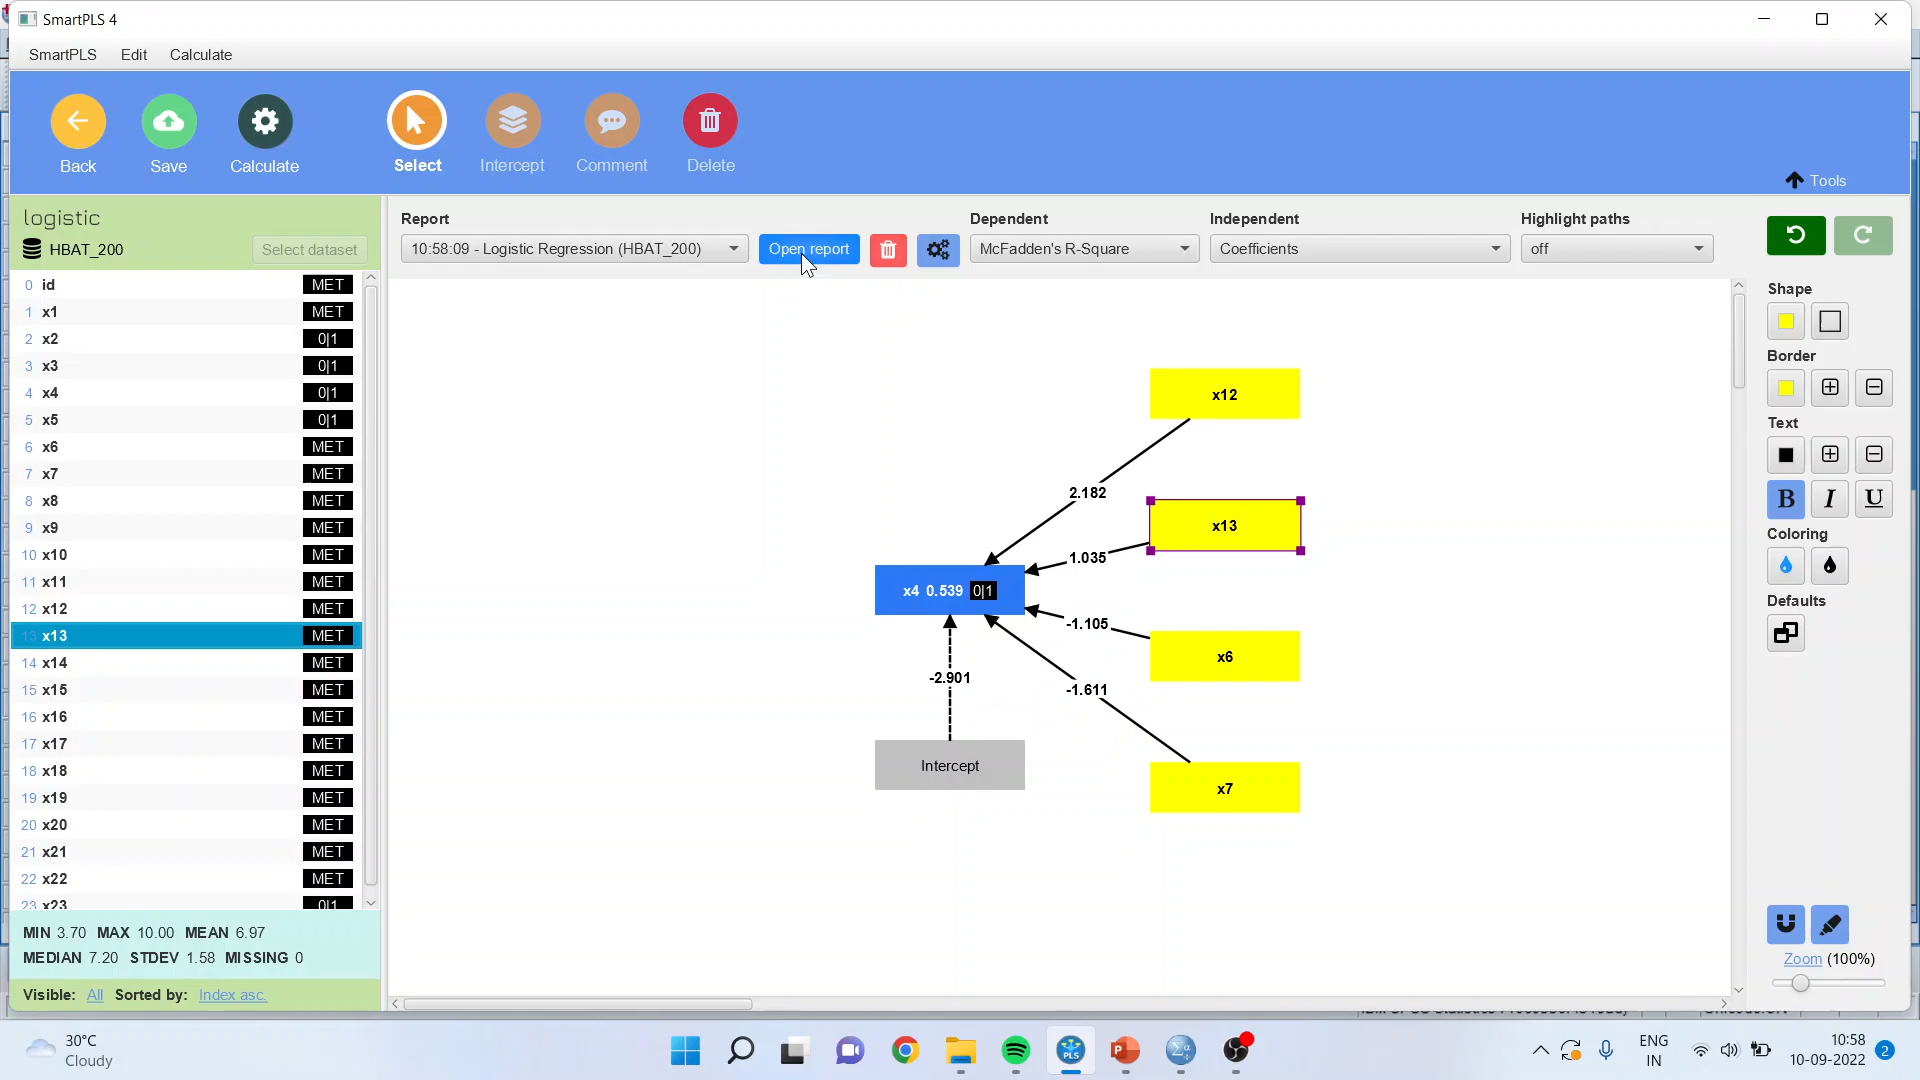 SmartPLS 4
SmartPLS Edit Calculate
Back Save Calculate Select Intercept Comment Delete
Tools
logistic
HBAT_200 Select dataset
Report Dependent Independent Highlight paths
10:58:09 - Logistic Regression (HBAT_200) Open report McFadden's R-Square Coefficients off
0 id MET
1 x1 MET
2 x2 0|1
3 x3 0|1
4 x4 0|1
5 x5 0|1
6 x6 MET
7 x7 MET
8 x8 MET
9 x9 MET
10 x10 MET
11 x11 MET
12 x12 MET
13 x13 MET
14 x14 MET
15 x15 MET
16 x16 MET
17 x17 MET
18 x18 MET
19 x19 MET
20 x20 MET
21 x21 MET
22 x22 MET
23 x23 0|1
MIN 3.70 MAX 10.00 MEAN 6.97
MEDIAN 7.20 STDEV 1.58 MISSING 0
Visible: All Sorted by: Index asc.
x12
2.182
x13
1.035
x4 0.539 0|1
-1.105
x6
-2.901
-1.611
Intercept
x7
Shape
Border
Text
B I U
Coloring
Defaults
Zoom (100%)
30°C
Cloudy
PLS
ENG
IN
10:58
10-09-2022
2